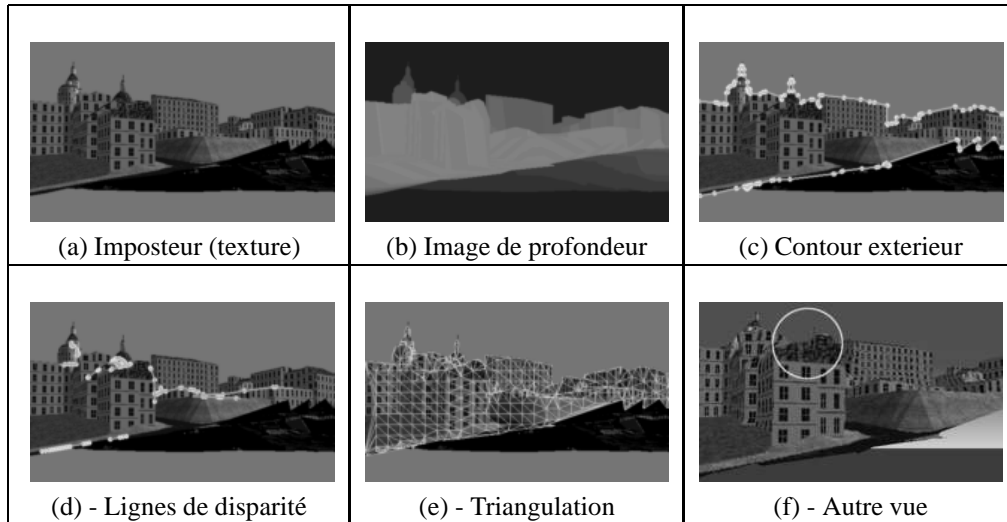 (a) Imposteur (texture)
(b) Image de profondeur
(c) Contour exterieur
(d) - Lignes de disparité
(e) - Triangulation
(f) - Autre vue